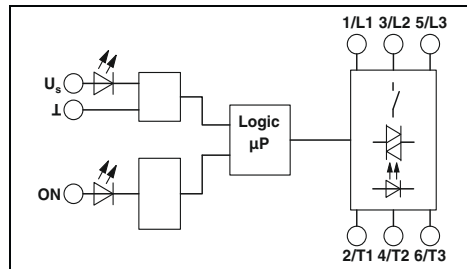 1/L1 3/L2 5/L3
Us
⊥
Logic
µP
ON
2/T1 4/T2 6/T3